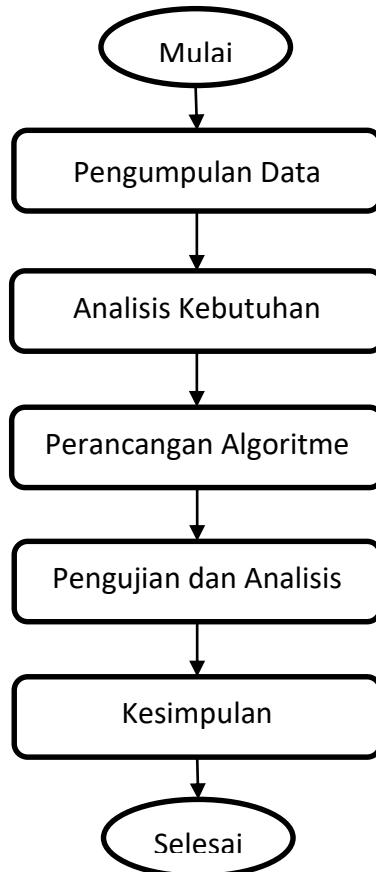 Mulai
Pengumpulan Data
Analisis Kebutuhan
Perancangan Algoritme
Pengujian dan Analisis
Kesimpulan
Selesai